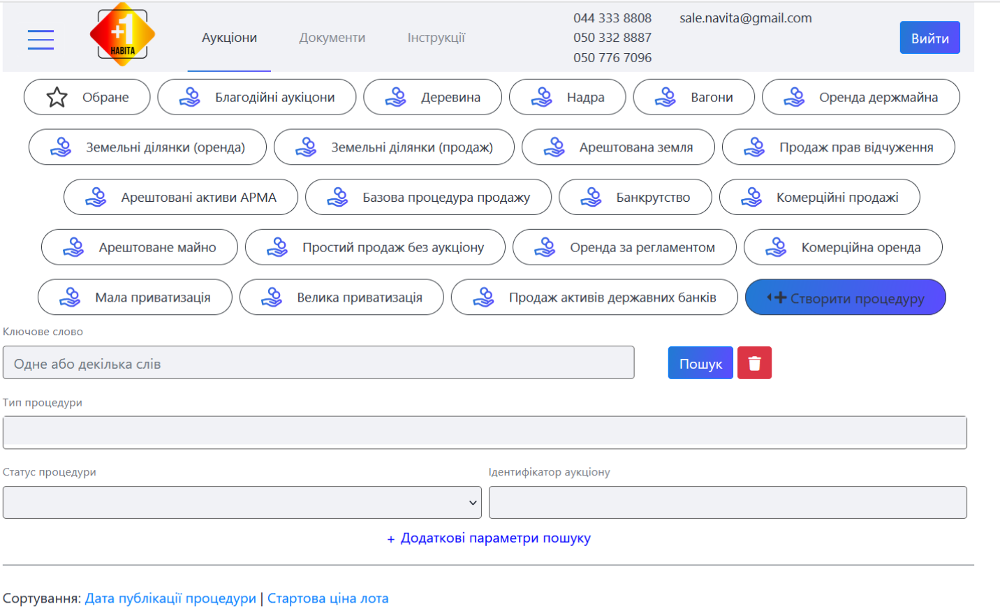 +1
НАВІТА
Аукціони
Документи
Інструкції
044 333 8808
050 332 8887
050 776 7096
sale.navita@gmail.com
Вийти
Обране
Благодійні аукіцони
Деревина
Надра
Вагони
Оренда держмайна
Земельні ділянки (оренда)
Земельні ділянки (продаж)
Арештована земля
Продаж прав відчуження
Арештовані активи АРМА
Базова процедура продажу
Банкрутство
Комерційні продажі
Арештоване майно
Простий продаж без аукціону
Оренда за регламентом
Комерційна оренда
Мала приватизація
Велика приватизація
Продаж активів державних банків
Створити процедуру
Ключове слово
Одне або декілька слів
Пошук
Тип процедури
Статус процедури
Ідентифікатор аукціону
+ Додаткові параметри пошуку
Сортування: Дата публікації процедури | Стартова ціна лота